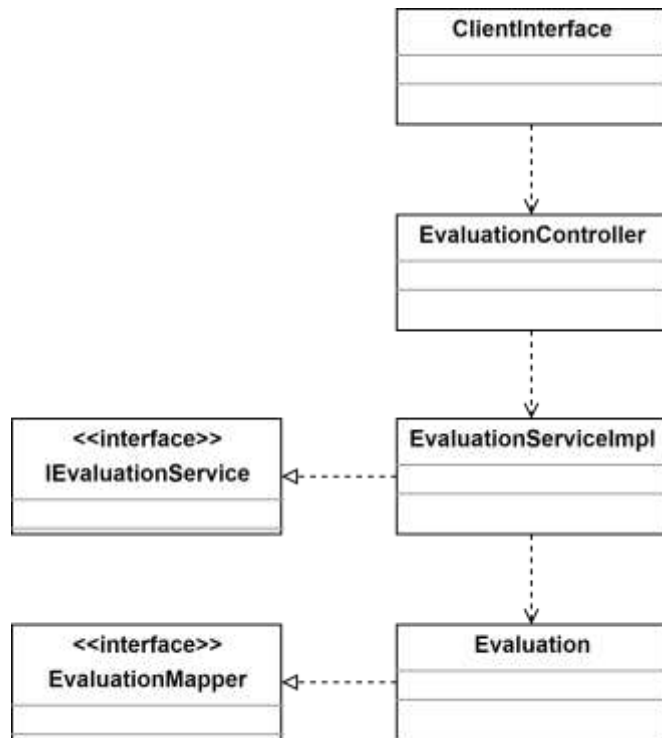 ClientInterface
EvaluationController
<<interface>>
IEvaluationService
EvaluationServiceImpl
<<interface>>
EvaluationMapper
Evaluation